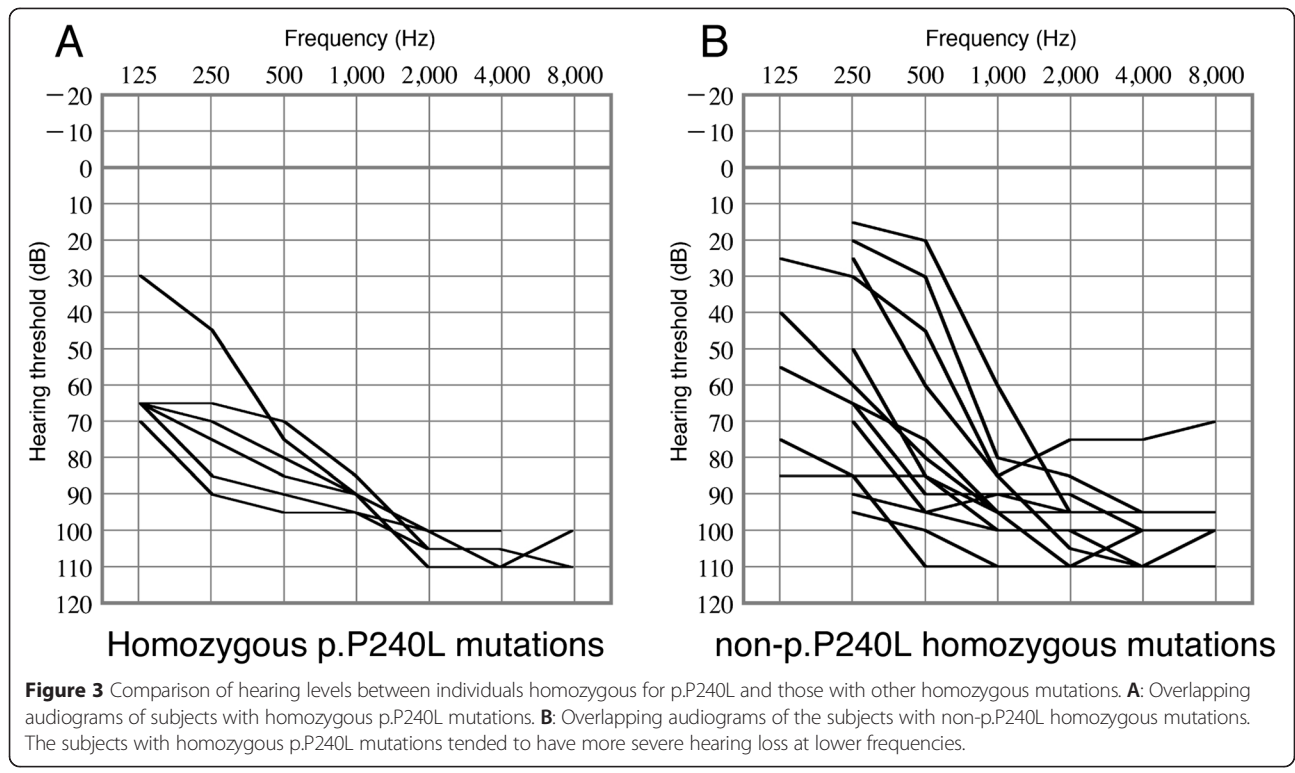 A
Frequency (Hz)
125 250 500 1,000 2,000 4,000 8,000
−20
−10
0
10
20
30
40
50
60
70
80
90
100
110
120
Hearing threshold (dB)
Homozygous p.P240L mutations
B
Frequency (Hz)
125 250 500 1,000 2,000 4,000 8,000
−20
−10
0
10
20
30
40
50
60
70
80
90
100
110
120
Hearing threshold (dB)
non-p.P240L homozygous mutations
Figure 3 Comparison of hearing levels between individuals homozygous for p.P240L and those with other homozygous mutations. A: Overlapping
audiograms of subjects with homozygous p.P240L mutations. B: Overlapping audiograms of the subjects with non-p.P240L homozygous mutations.
The subjects with homozygous p.P240L mutations tended to have more severe hearing loss at lower frequencies.